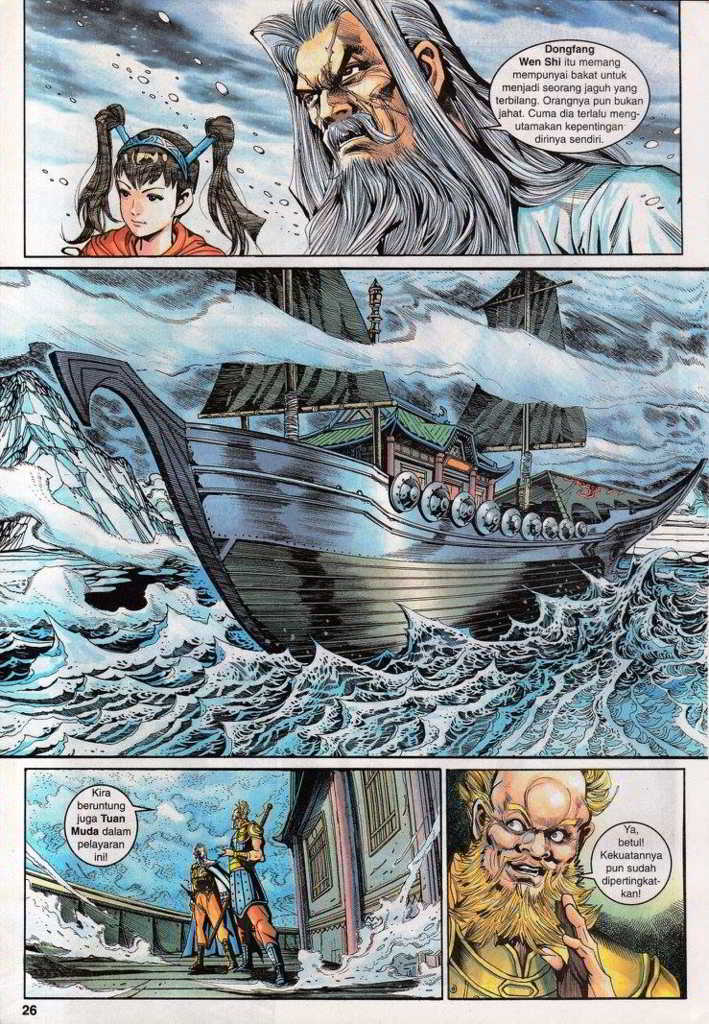 Dongfang
Wen Shi itu memang
mempunyai bakat untuk
menjadi seorang jaguh yang
terbilang. Orangnya pun bukan
jahat. Cuma dia terlalu meng-
utamakan kepentingan
dirinya sendiri.
Kira
beruntung
juga Tuan
Muda dalam
pelayaran
ini!
Ya,
betul!
Kekuatannya
pun sudah
dipertingkat-
kan!
26